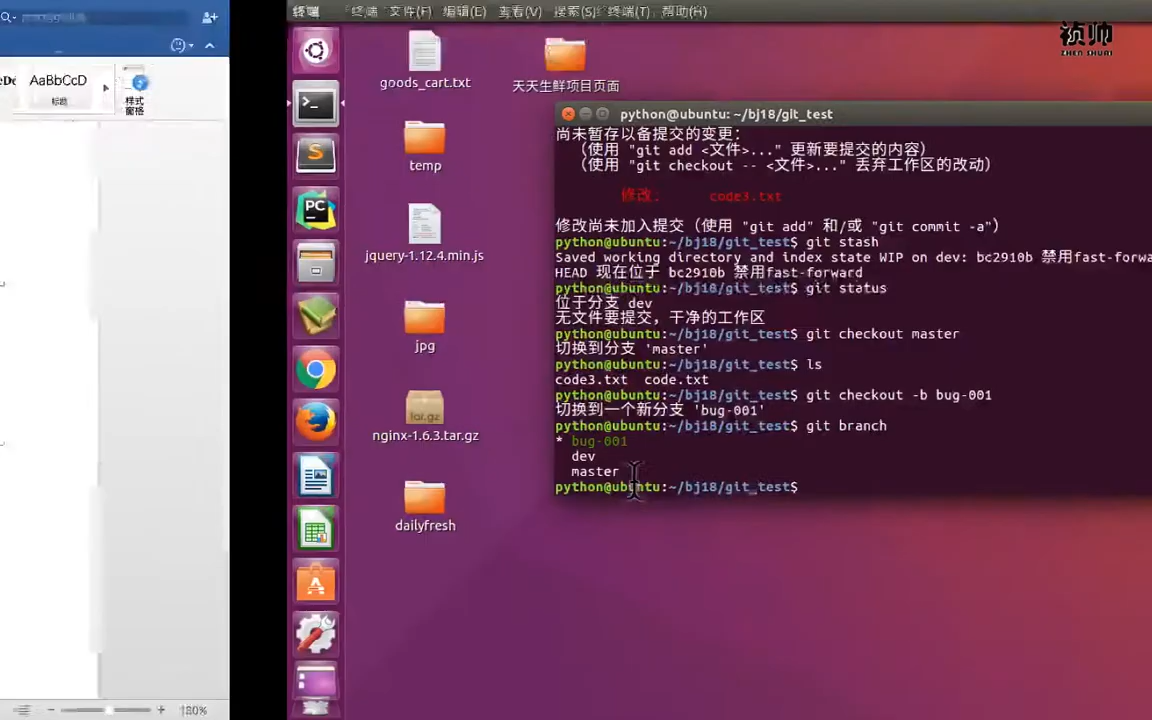 终端 终端 文件(F) 编辑(E) 查看(V) 搜索(S) 终端(T) 帮助(H)
祯帅
ZHEN SHUAI
AaBbCcD
标题
样式
窗格
180%
goods_cart.txt
天天生鲜项目页面
temp
jquery-1.12.4.min.js
jpg
tar.gz
nginx-1.6.3.tar.gz
dailyfresh
python@ubuntu: ~/bj18/git_test
尚未暂存以备提交的变更：
（使用 "git add <文件>..." 更新要提交的内容）
（使用 "git checkout -- <文件>..." 丢弃工作区的改动）
修改： code3.txt
修改尚未加入提交（使用 "git add" 和/或 "git commit -a"）
python@ubuntu:~/bj18/git_test$ git stash
Saved working directory and index state WIP on dev: bc2910b 禁用fast-forwa
HEAD 现在位于 bc2910b 禁用fast-forward
python@ubuntu:~/bj18/git_test$ git status
位于分支 dev
无文件要提交，干净的工作区
python@ubuntu:~/bj18/git_test$ git checkout master
切换到分支 'master'
python@ubuntu:~/bj18/git_test$ ls
code3.txt code.txt
python@ubuntu:~/bj18/git_test$ git checkout -b bug-001
切换到一个新分支 'bug-001'
python@ubuntu:~/bj18/git_test$ git branch
* bug-001
dev
master
python@ubuntu:~/bj18/git_test$